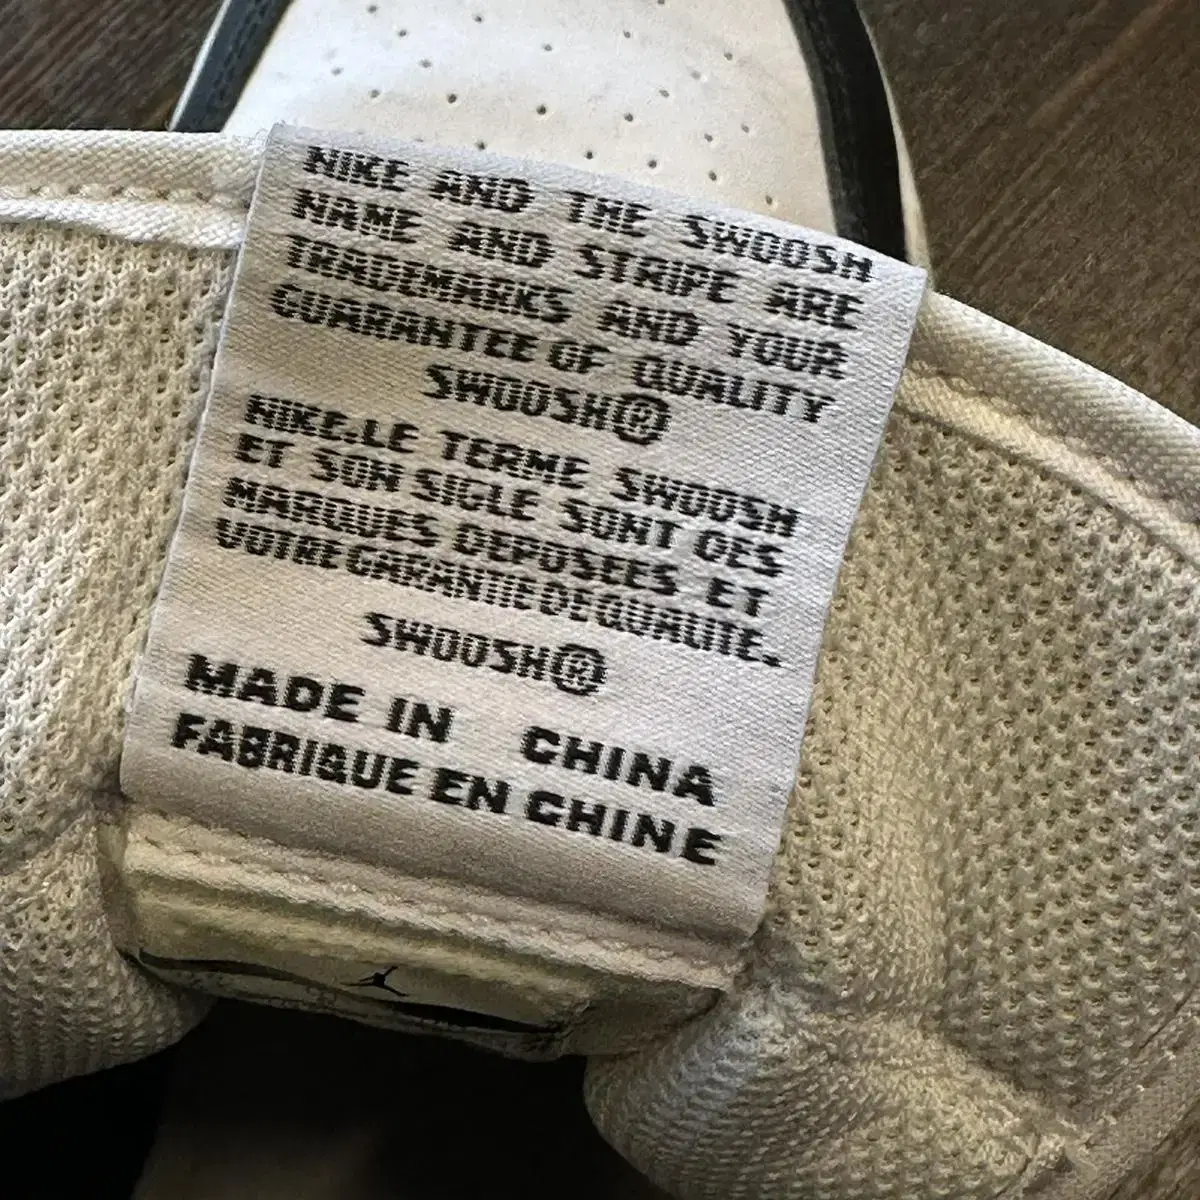 NIKE AND THE SWOOSH
NAME AND STRIPE ARE
TRADEMARKS AND YOUR
GUARANTEE OF QUALITY
SWOOSH®
NIKE.LE TERME SWOOSH
ET SON SIGLE SONT DES
MARQUES DEPOSEES ET
VOTRE GARANTIE DE QUALITE.
SWOOSH®
MADE IN CHINA
FABRIQUE EN CHINE